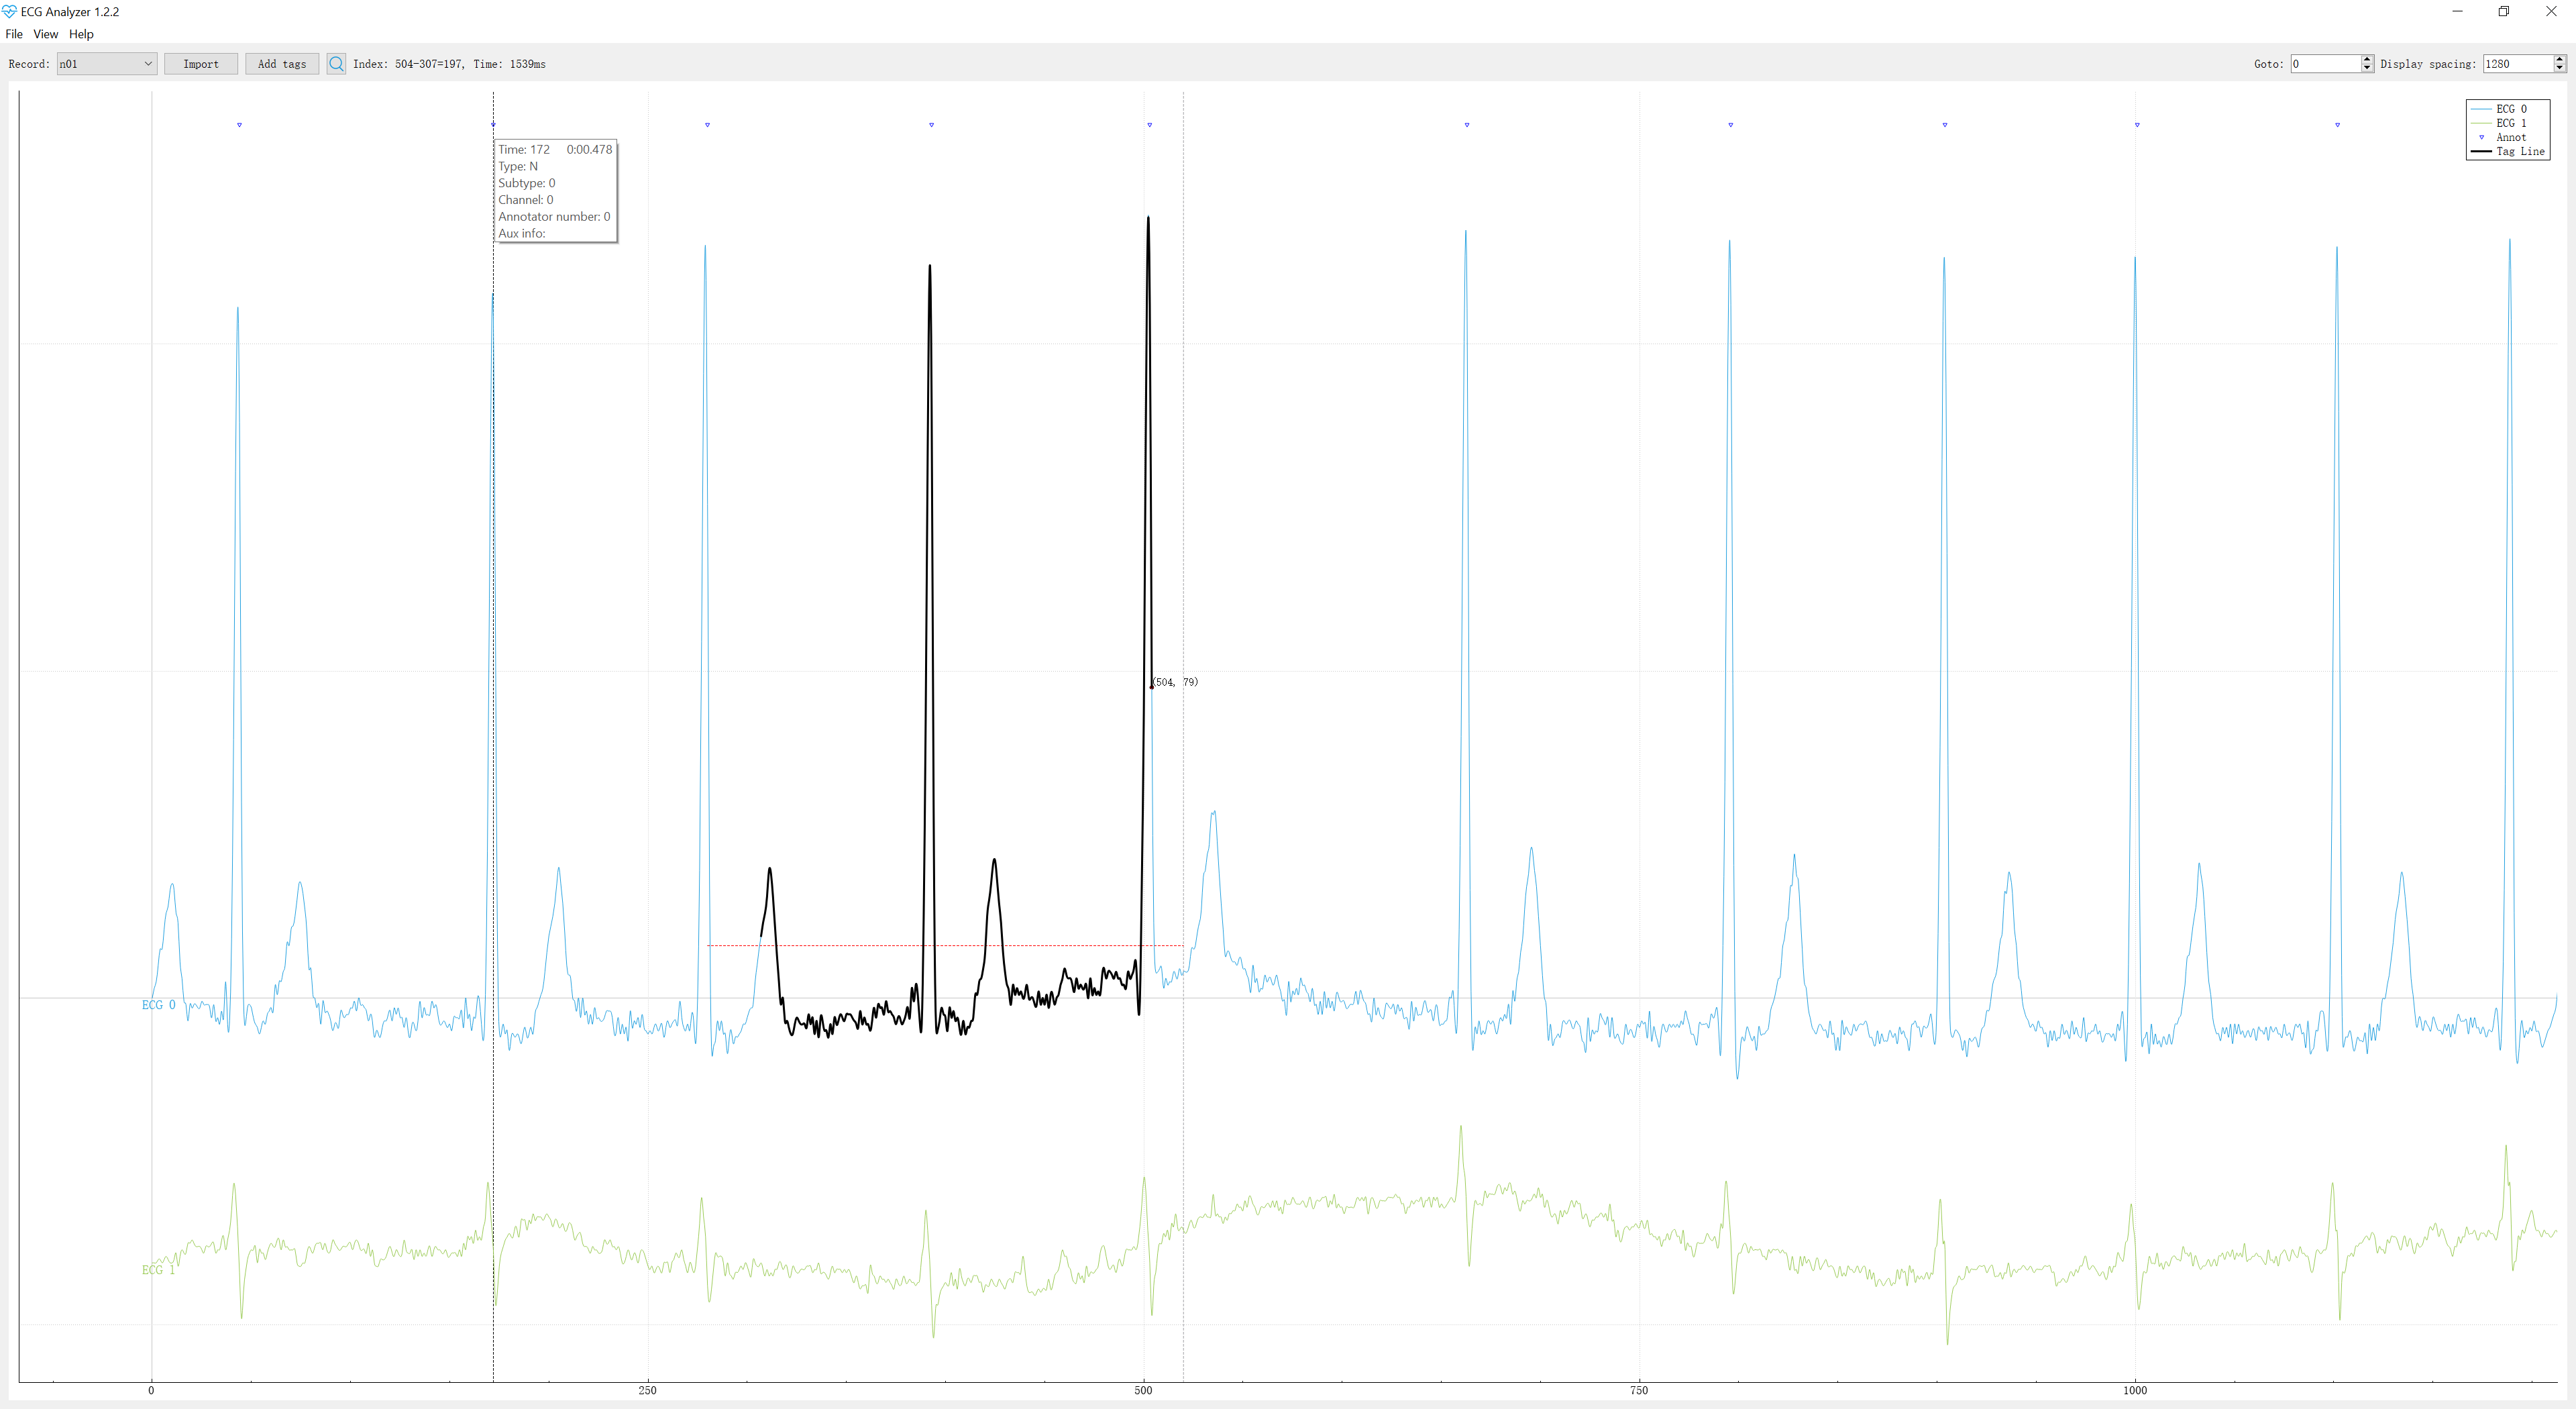 ECG Analyzer 1.2.2
File View Help
Record: n01 Import Add tags Index: 504-307=197, Time: 1539ms Goto: 0 Display spacing: 1280
ECG 0
ECG 1
Annot
Tag Line
Time: 172 0:00.478
Type: N
Subtype: 0
Channel: 0
Annotator number: 0
Aux info:
(504, 79)
ECG 0
ECG 1
0 250 500 750 1000